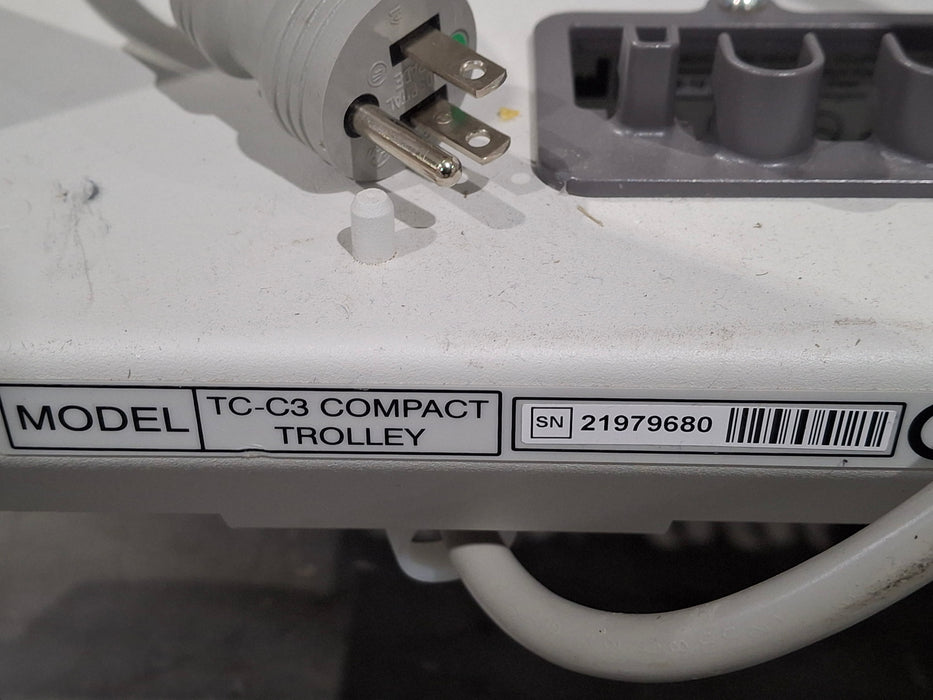 MODEL
TC-C3 COMPACT
TROLLEY
SN 21979680